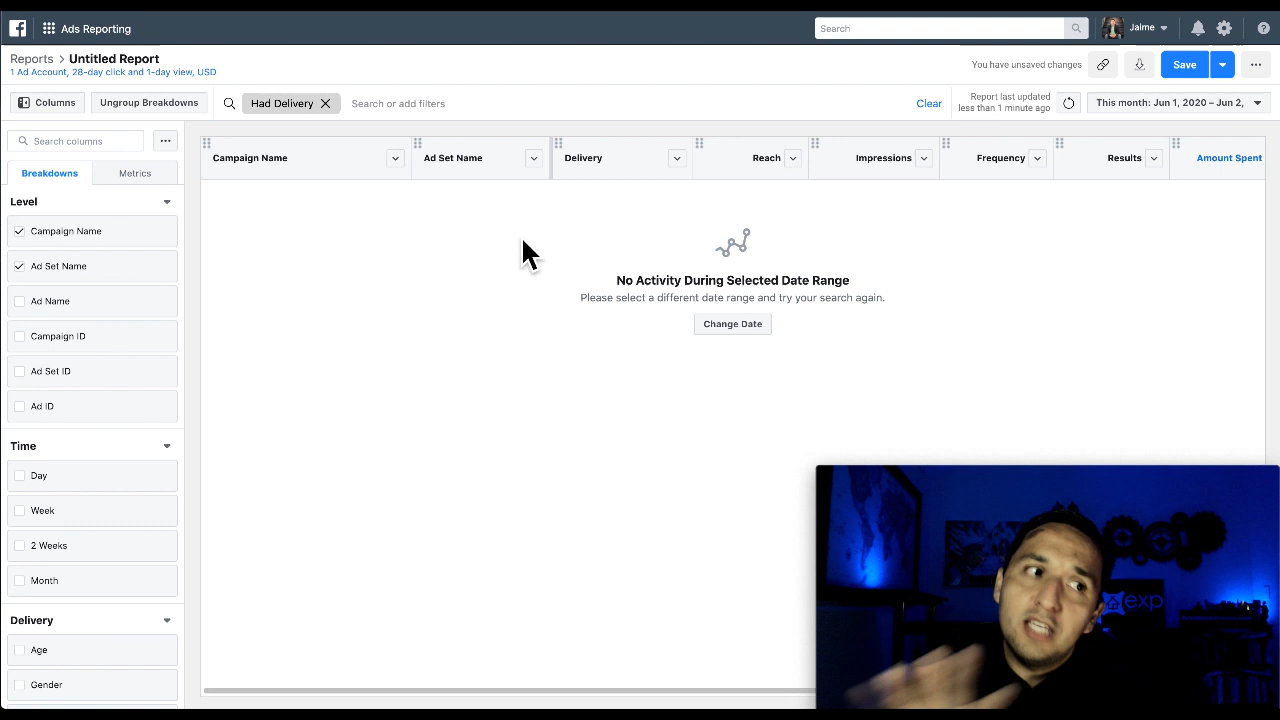 Ads Reporting
Search
Jaime
Reports > Untitled Report
1 Ad Account, 28-day click and 1-day view, USD
You have unsaved changes
Save
Columns
Ungroup Breakdowns
Had Delivery
Search or add filters
Clear
Report last updated
less than 1 minute ago
This month: Jun 1, 2020 – Jun 2,
Search columns
Breakdowns
Metrics
Level
Campaign Name
Ad Set Name
Ad Name
Campaign ID
Ad Set ID
Ad ID
Time
Day
Week
2 Weeks
Month
Delivery
Age
Gender
Campaign Name
Ad Set Name
Delivery
Reach
Impressions
Frequency
Results
Amount Spent
No Activity During Selected Date Range
Please select a different date range and try your search again.
Change Date
exp